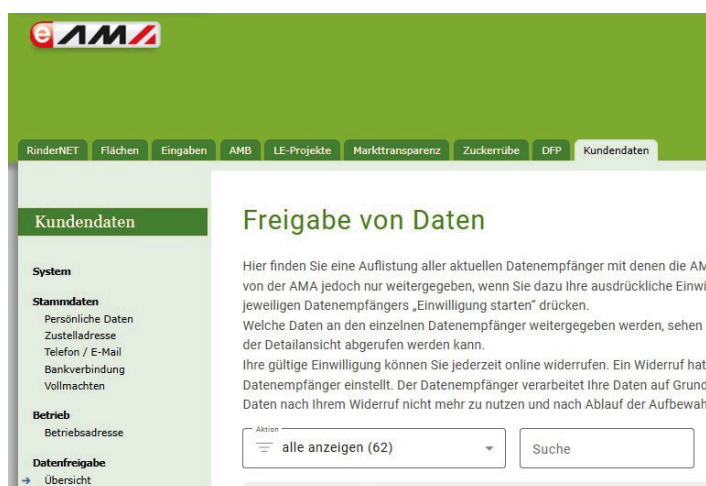 eAMA
RinderNET Flächen Eingaben AMB LE-Projekte Markttransparenz Zuckerrübe DFP Kundendaten
Kundendaten
System
Stammdaten
Persönliche Daten
Zustelladresse
Telefon / E-Mail
Bankverbindung
Vollmachten
Betrieb
Betriebsadresse
Datenfreigabe
Übersicht
Freigabe von Daten
Hier finden Sie eine Auflistung aller aktuellen Datenempfänger mit denen die AM
von der AMA jedoch nur weitergegeben, wenn Sie dazu Ihre ausdrückliche Einwi
jeweiligen Datenempfängers „Einwilligung starten“ drücken.
Welche Daten an den einzelnen Datenempfänger weitergegeben werden, sehen
der Detailansicht abgerufen werden kann.
Ihre gültige Einwilligung können Sie jederzeit online widerrufen. Ein Widerruf hat
Datenempfänger einstellt. Der Datenempfänger verarbeitet Ihre Daten auf Grund
Daten nach Ihrem Widerruf nicht mehr zu nutzen und nach Ablauf der Aufbewah
Aktion
alle anzeigen (62)
Suche